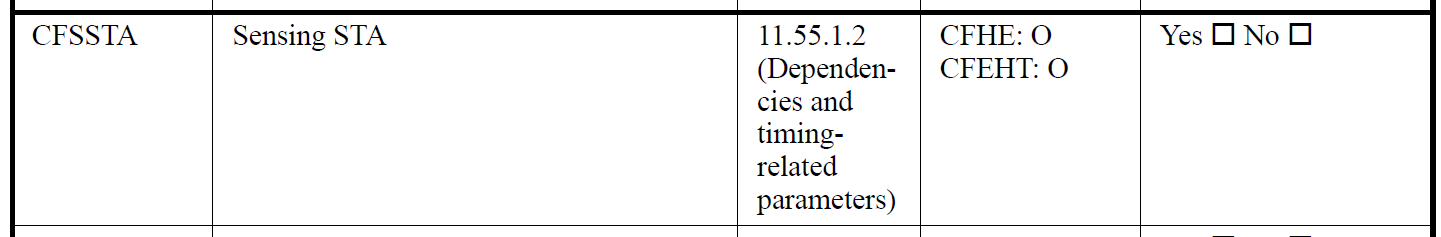 CFSSTA Sensing STA 11.55.1.2 CFHE: O Yes ☐ No ☐
(Dependen- CFEHT: O
cies and
timing-
related
parameters)